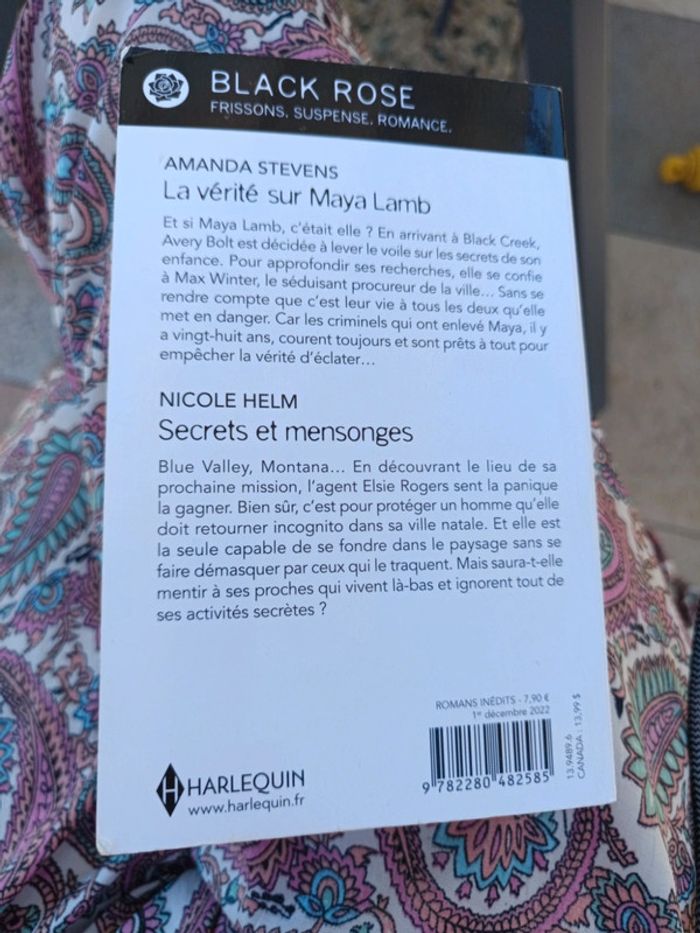 BLACK ROSE
FRISSONS. SUSPENSE. ROMANCE.
AMANDA STEVENS
La vérité sur Maya Lamb
Et si Maya Lamb, c'était elle ? En arrivant à Black Creek,
Avery Bolt est décidée à lever le voile sur les secrets de son
enfance. Pour approfondir ses recherches, elle se confie
à Max Winter, le séduisant procureur de la ville... Sans se
rendre compte que c'est leur vie à tous les deux qu'elle
met en danger. Car les criminels qui ont enlevé Maya, il y
a vingt-huit ans, courent toujours et sont prêts à tout pour
empêcher la vérité d'éclater...
NICOLE HELM
Secrets et mensonges
Blue Valley, Montana... En découvrant le lieu de sa
prochaine mission, l'agent Elsie Rogers sent la panique
la gagner. Bien sûr, c'est pour protéger un homme qu'elle
doit retourner incognito dans sa ville natale. Et elle est
la seule capable de se fondre dans le paysage sans se
faire démasquer par ceux qui le traquent. Mais saura-t-elle
mentir à ses proches qui vivent là-bas et ignorent tout de
ses activités secrètes ?
ROMANS INÉDITS - 7,90 €
1er décembre 2022
9 782280 482585
13.9489.6
CANADA : 13,99 $
H HARLEQUIN
www.harlequin.fr